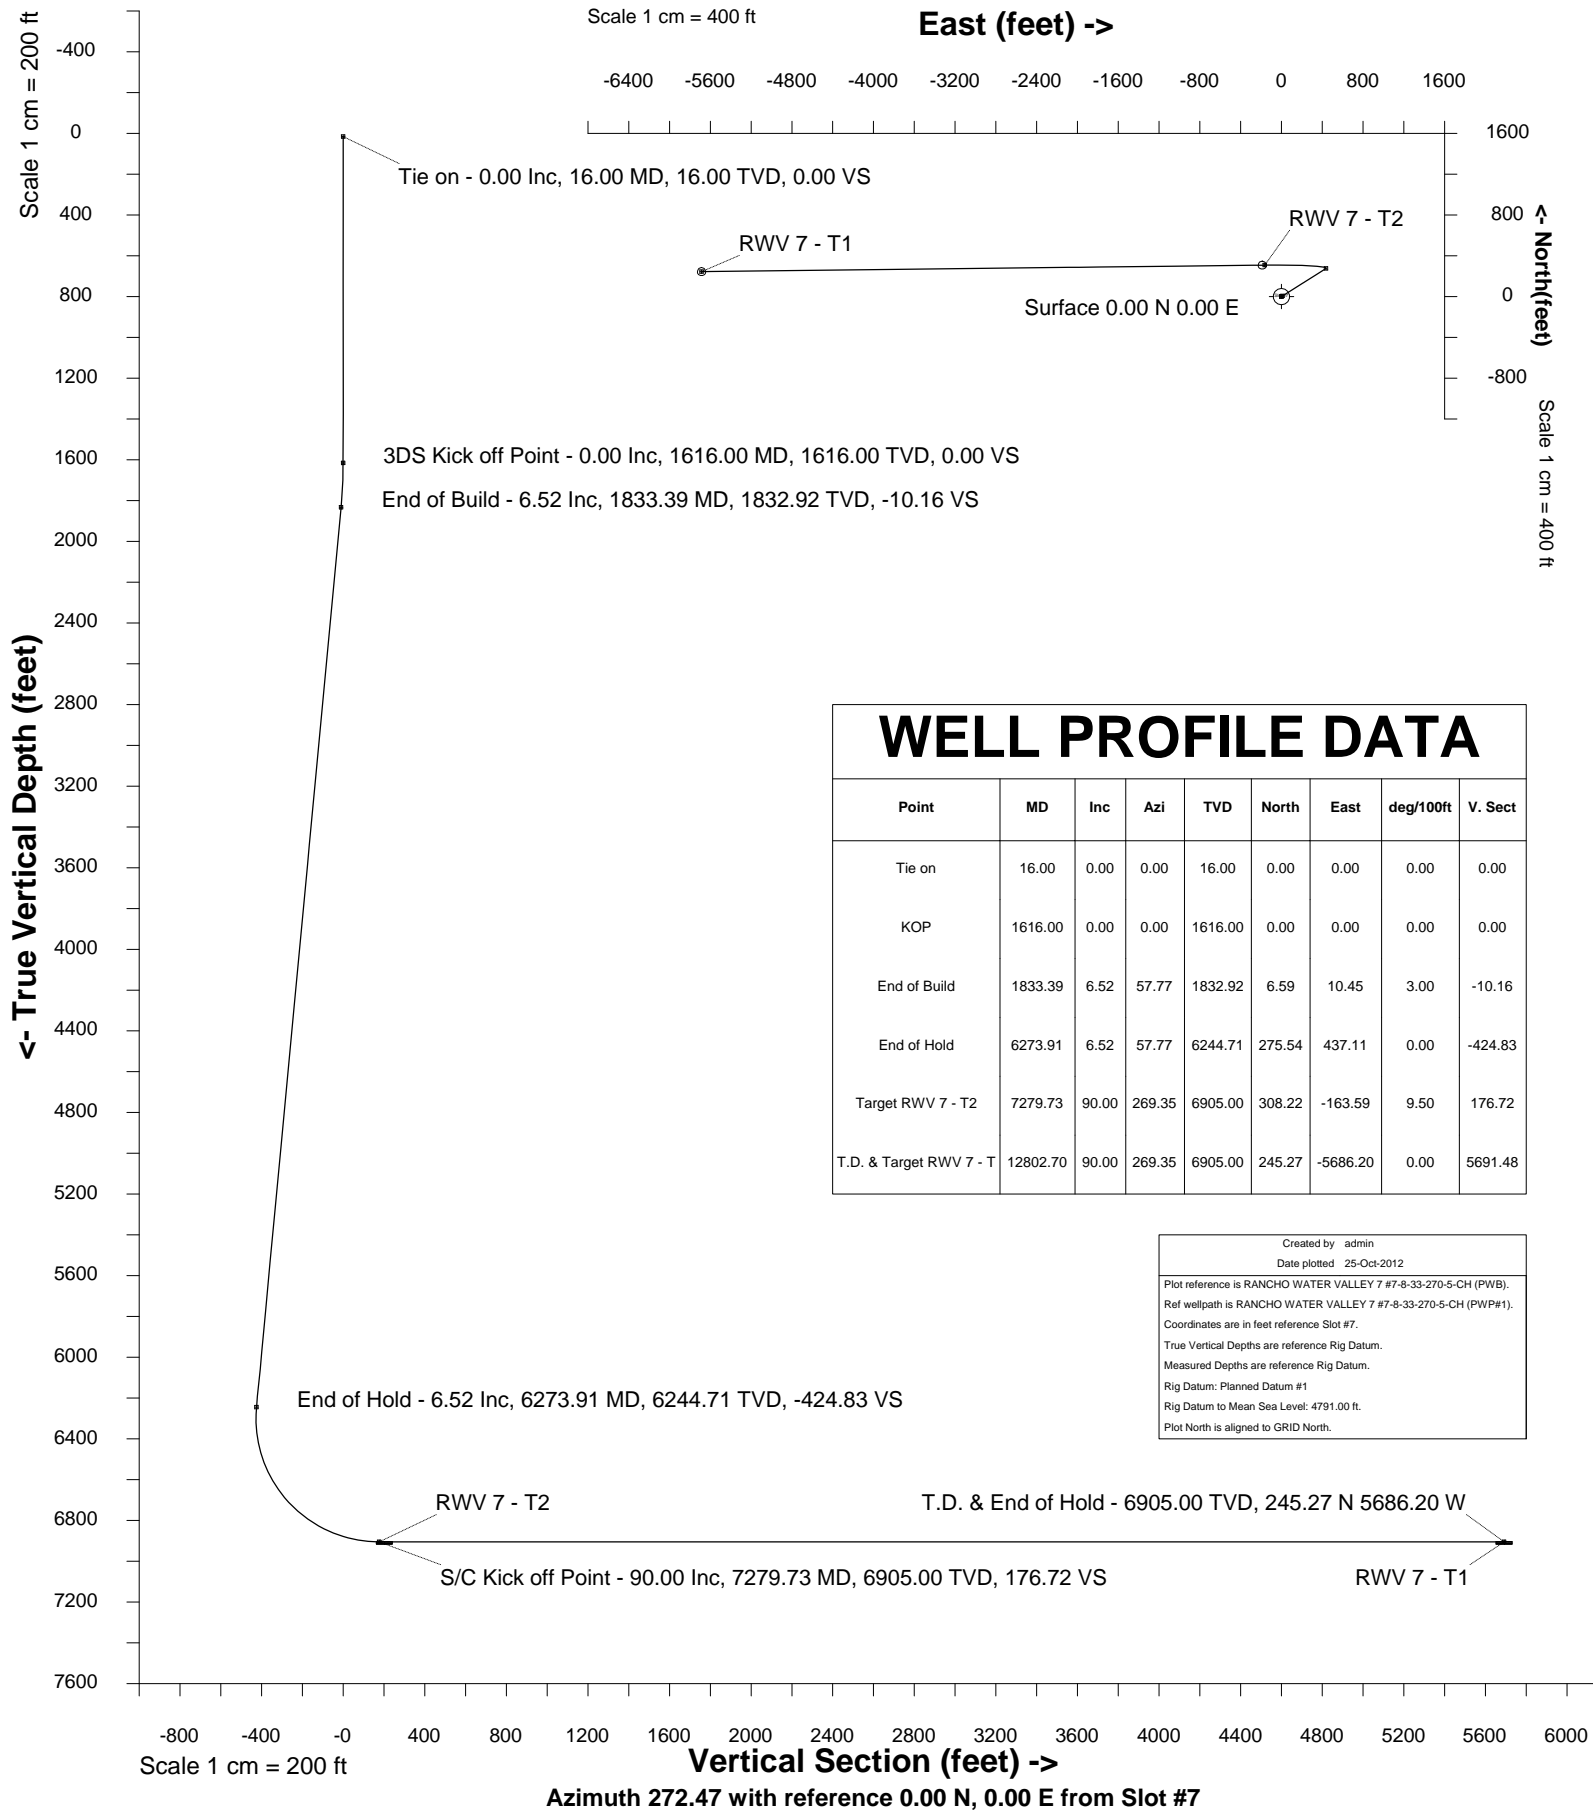 Scale 1 cm = 400 ft
East (feet) ->
-6400 -5600 -4800 -4000 -3200 -2400 -1600 -800 0 800 1600
1600
800
0
-800
<- North(feet)
Scale 1 cm = 400 ft
RWV 7 - T1
RWV 7 - T2
Surface 0.00 N 0.00 E
Scale 1 cm = 200 ft
<- True Vertical Depth (feet)
-400
0
400
800
1200
1600
2000
2400
2800
3200
3600
4000
4400
4800
5200
5600
6000
6400
6800
7200
7600
Tie on - 0.00 Inc, 16.00 MD, 16.00 TVD, 0.00 VS
3DS Kick off Point - 0.00 Inc, 1616.00 MD, 1616.00 TVD, 0.00 VS
End of Build - 6.52 Inc, 1833.39 MD, 1832.92 TVD, -10.16 VS
WELL PROFILE DATA
Point MD Inc Azi TVD North East deg/100ft V. Sect
Tie on 16.00 0.00 0.00 16.00 0.00 0.00 0.00 0.00
KOP 1616.00 0.00 0.00 1616.00 0.00 0.00 0.00 0.00
End of Build 1833.39 6.52 57.77 1832.92 6.59 10.45 3.00 -10.16
End of Hold 6273.91 6.52 57.77 6244.71 275.54 437.11 0.00 -424.83
Target RWV 7 - T2 7279.73 90.00 269.35 6905.00 308.22 -163.59 9.50 176.72
T.D. & Target RWV 7 - T 12802.70 90.00 269.35 6905.00 245.27 -5686.20 0.00 5691.48
Created by admin
Date plotted 25-Oct-2012
Plot reference is RANCHO WATER VALLEY 7 #7-8-33-270-5-CH (PWB).
Ref wellpath is RANCHO WATER VALLEY 7 #7-8-33-270-5-CH (PWP#1).
Coordinates are in feet reference Slot #7.
True Vertical Depths are reference Rig Datum.
Measured Depths are reference Rig Datum.
Rig Datum: Planned Datum #1
Rig Datum to Mean Sea Level: 4791.00 ft.
Plot North is aligned to GRID North.
End of Hold - 6.52 Inc, 6273.91 MD, 6244.71 TVD, -424.83 VS
RWV 7 - T2
T.D. & End of Hold - 6905.00 TVD, 245.27 N 5686.20 W
S/C Kick off Point - 90.00 Inc, 7279.73 MD, 6905.00 TVD, 176.72 VS
RWV 7 - T1
-800 -400 -0 400 800 1200 1600 2000 2400 2800 3200 3600 4000 4400 4800 5200 5600 6000
Scale 1 cm = 200 ft
Vertical Section (feet) ->
Azimuth 272.47 with reference 0.00 N, 0.00 E from Slot #7